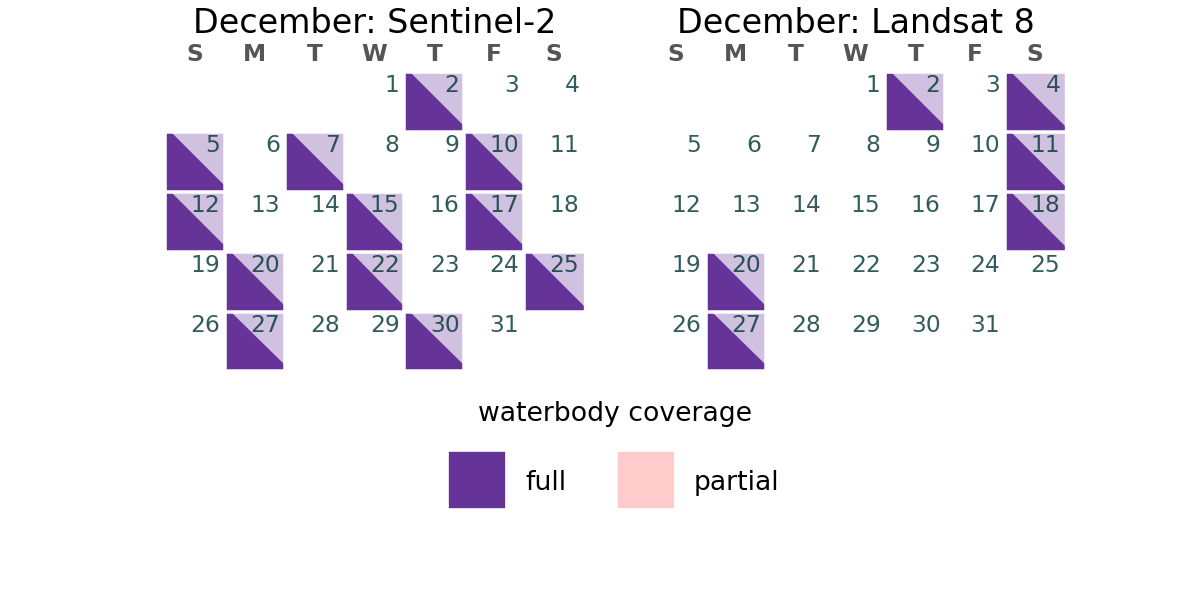 December: Sentinel-2
S M T W T F S
1 2 3 4
5 6 7 8 9 10 11
12 13 14 15 16 17 18
19 20 21 22 23 24 25
26 27 28 29 30 31
December: Landsat 8
S M T W T F S
1 2 3 4
5 6 7 8 9 10 11
12 13 14 15 16 17 18
19 20 21 22 23 24 25
26 27 28 29 30 31
waterbody coverage
full partial